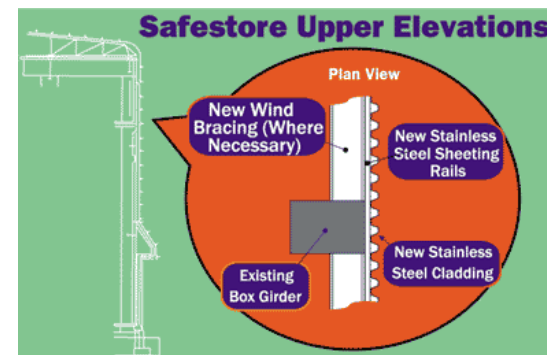 Safestore Upper Elevations
Plan View
New Wind
Bracing (Where
Necessary)
New Stainless
Steel Sheeting
Rails
Existing
Box Girder
New Stainless
Steel Cladding